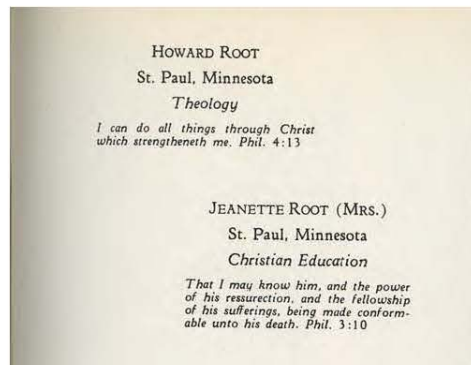 HOWARD ROOT
St. Paul, Minnesota
Theology
I can do all things through Christ
which strengtheneth me. Phil. 4:13
JEANETTE ROOT (MRS.)
St. Paul, Minnesota
Christian Education
That I may know him, and the power
of his ressurection, and the fellowship
of his sufferings, being made conform-
able unto his death. Phil. 3:10